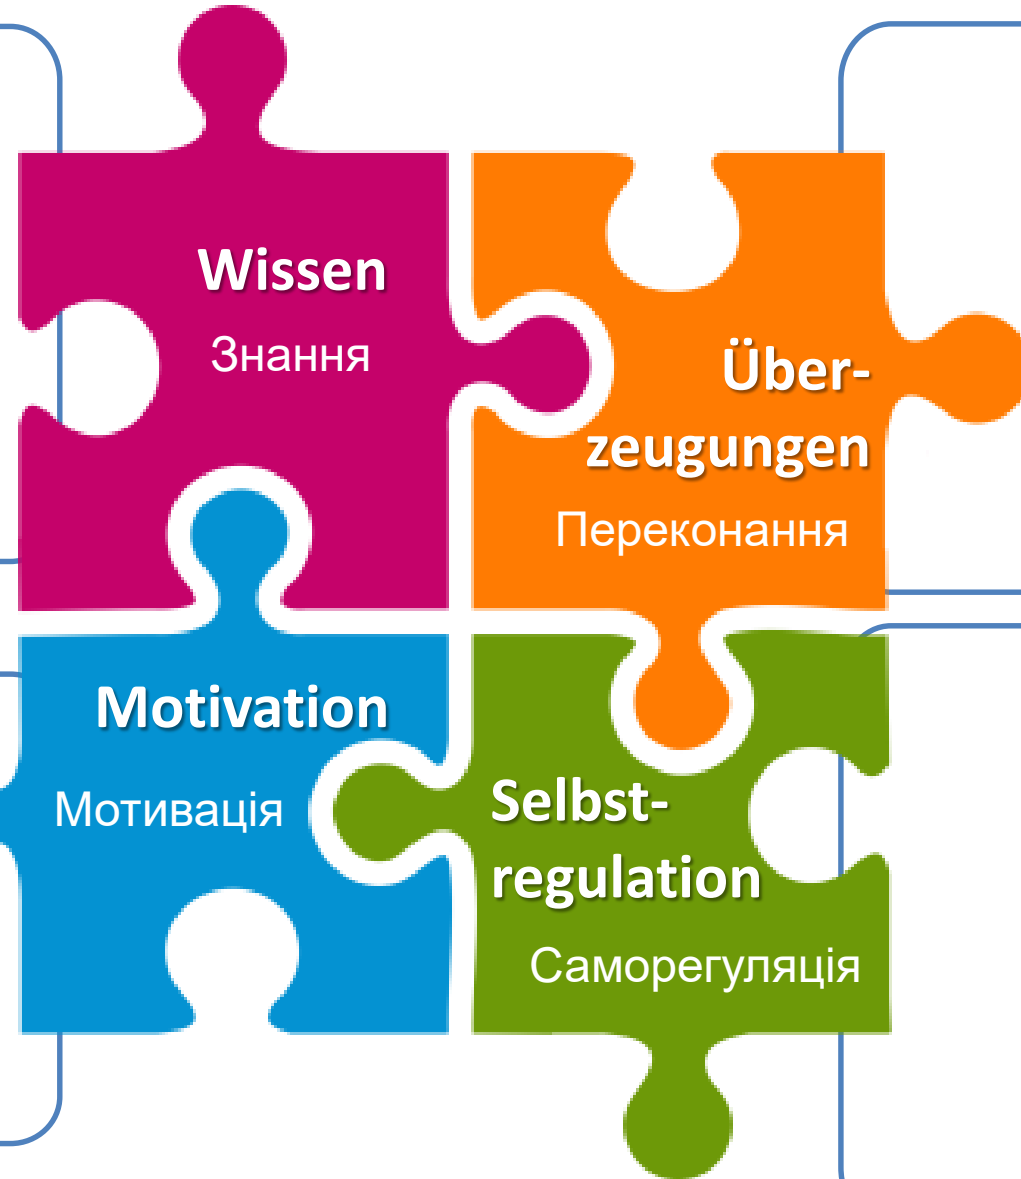 Wissen
Знання
Über-
zeugungen
Переконання
Motivation
Мотивація
Selbst-
regulation
Саморегуляція